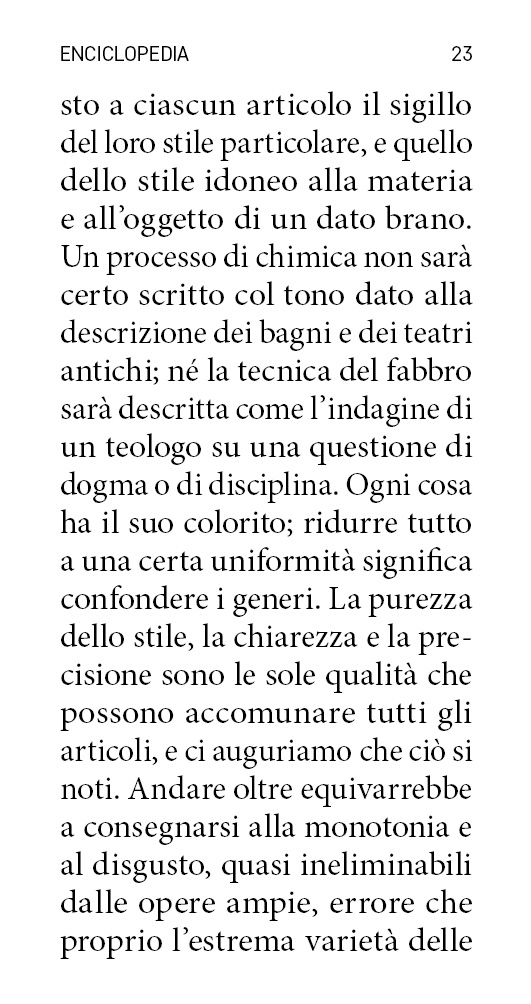 ENCICLOPEDIA 23
sto a ciascun articolo il sigillo
del loro stile particolare, e quello
dello stile idoneo alla materia
e all’oggetto di un dato brano.
Un processo di chimica non sarà
certo scritto col tono dato alla
descrizione dei bagni e dei teatri
antichi; né la tecnica del fabbro
sarà descritta come l’indagine di
un teologo su una questione di
dogma o di disciplina. Ogni cosa
ha il suo colorito; ridurre tutto
a una certa uniformità significa
confondere i generi. La purezza
dello stile, la chiarezza e la pre-
cisione sono le sole qualità che
possono accomunare tutti gli
articoli, e ci auguriamo che ciò si
noti. Andare oltre equivarrebbe
a consegnarsi alla monotonia e
al disgusto, quasi ineliminabili
dalle opere ampie, errore che
proprio l’estrema varietà delle